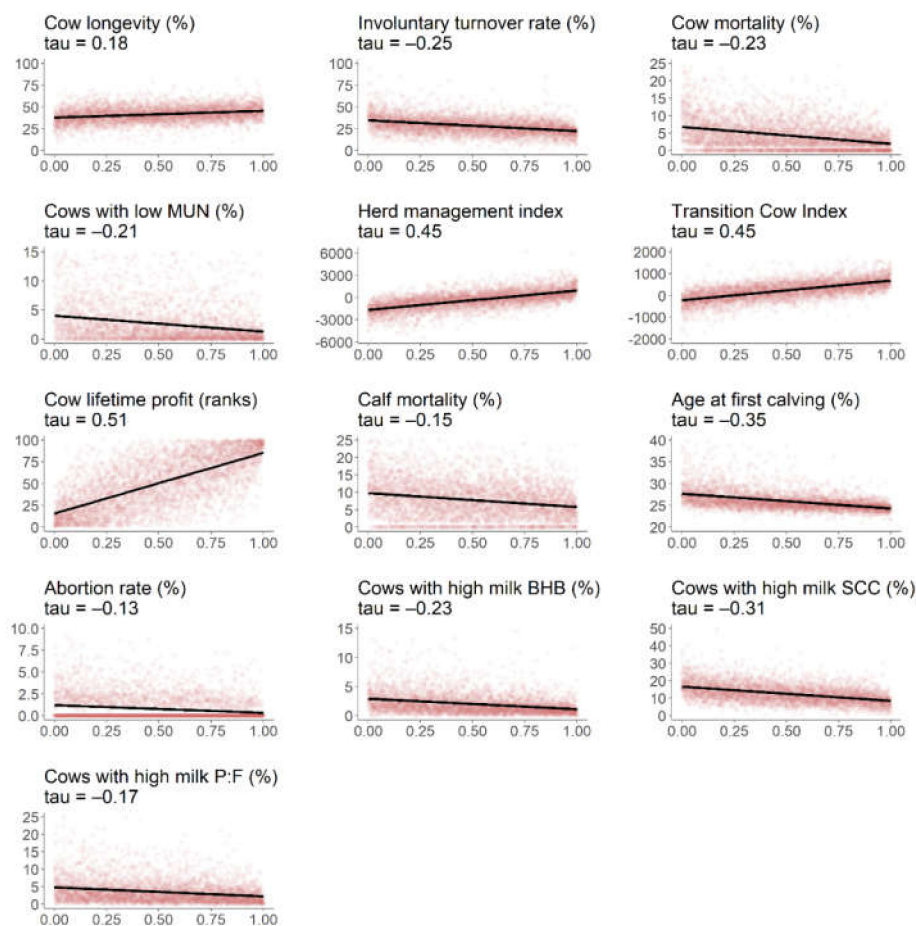 Cow longevity (%)
tau = 0.18
100
75
50
25
0
0.00 0.25 0.50 0.75 1.00
Involuntary turnover rate (%)
tau = –0.25
100
75
50
25
0
0.00 0.25 0.50 0.75 1.00
Cow mortality (%)
tau = –0.23
25
20
15
10
5
0
0.00 0.25 0.50 0.75 1.00
Cows with low MUN (%)
tau = –0.21
15
10
5
0
0.00 0.25 0.50 0.75 1.00
Herd management index
tau = 0.45
6000
3000
0
-3000
-6000
0.00 0.25 0.50 0.75 1.00
Transition Cow Index
tau = 0.45
2000
1000
0
-1000
-2000
0.00 0.25 0.50 0.75 1.00
Cow lifetime profit (ranks)
tau = 0.51
100
75
50
25
0
0.00 0.25 0.50 0.75 1.00
Calf mortality (%)
tau = –0.15
25
20
15
10
5
0
0.00 0.25 0.50 0.75 1.00
Age at first calving (%)
tau = –0.35
40
35
30
25
20
0.00 0.25 0.50 0.75 1.00
Abortion rate (%)
tau = –0.13
10.0
7.5
5.0
2.5
0.0
0.00 0.25 0.50 0.75 1.00
Cows with high milk BHB (%)
tau = –0.23
15
10
5
0
0.00 0.25 0.50 0.75 1.00
Cows with high milk SCC (%)
tau = –0.31
50
40
30
20
10
0
0.00 0.25 0.50 0.75 1.00
Cows with high milk P:F (%)
tau = –0.17
25
20
15
10
5
0
0.00 0.25 0.50 0.75 1.00